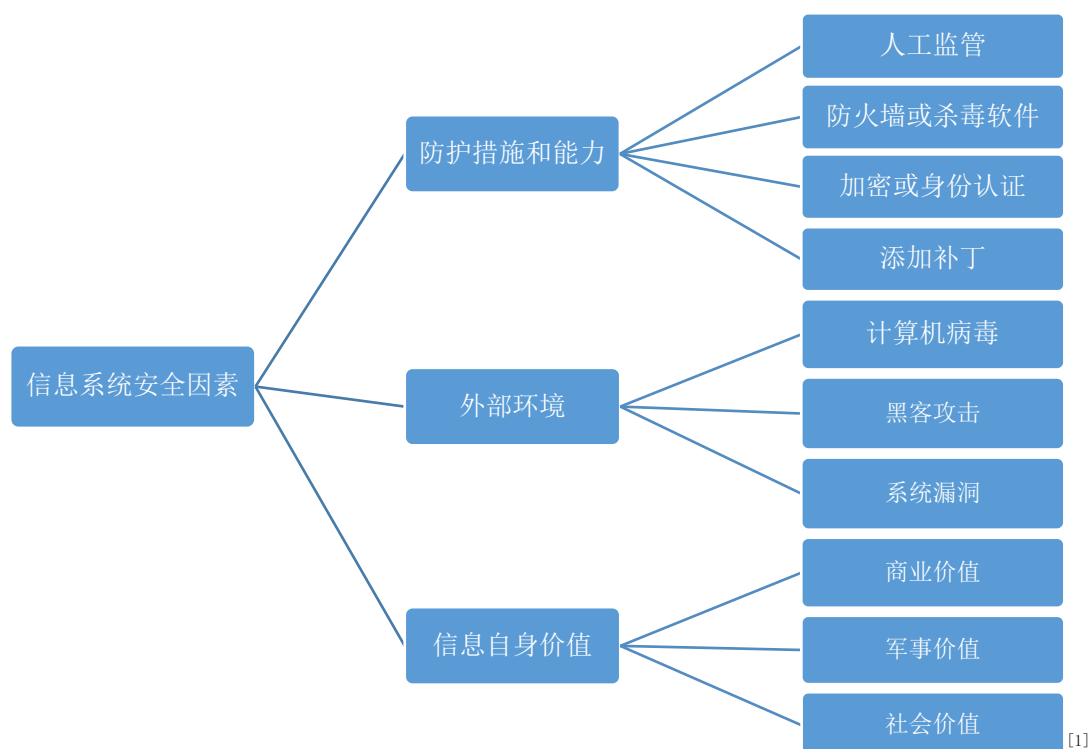 信息系统安全因素
防护措施和能力
人工监管
防火墙或杀毒软件
加密或身份认证
添加补丁
外部环境
计算机病毒
黑客攻击
系统漏洞
信息自身价值
商业价值
军事价值
社会价值
[1]